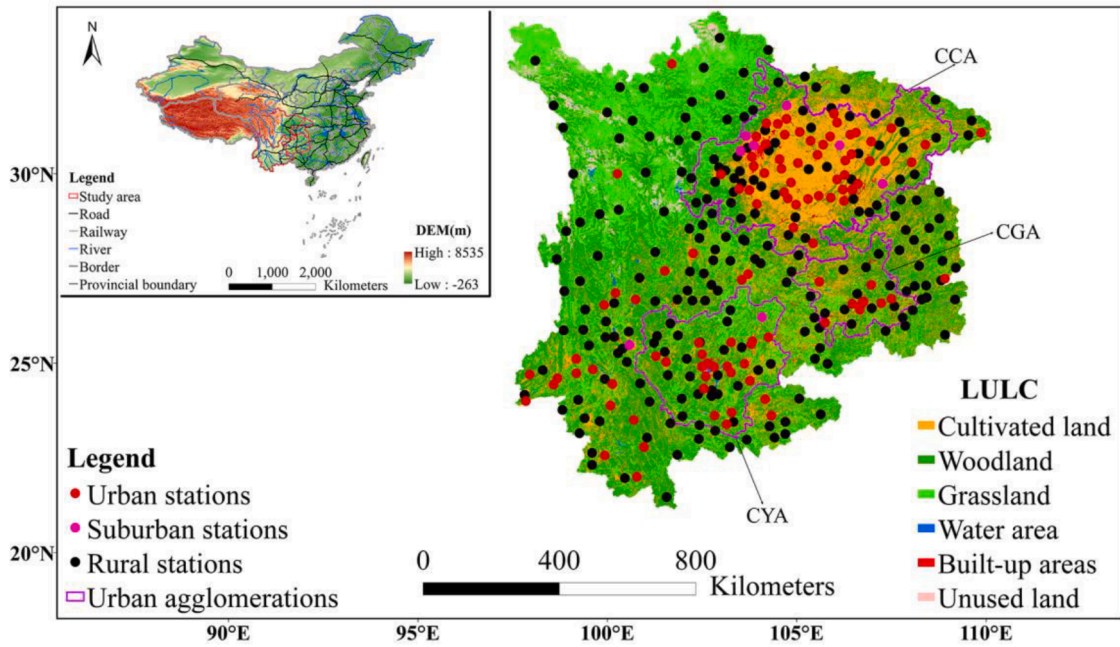 N
Legend
Study area
Road
Railway
River
Border
Provincial boundary
0 1,000 2,000
Kilometers
DEM(m)
High : 8535
Low : -263
CCA
CGA
CYA
30°N
25°N
20°N
Legend
Urban stations
Suburban stations
Rural stations
Urban agglomerations
0 400 800
Kilometers
LULC
Cultivated land
Woodland
Grassland
Water area
Built-up areas
Unused land
90°E 95°E 100°E 105°E 110°E